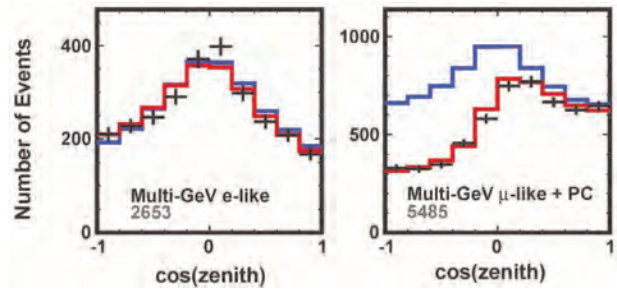 Number of Events
400
200
0
Multi-GeV e-like
2653
-1
0
1
cos(zenith)
1000
500
0
Multi-GeV μ-like + PC
5485
-1
0
1
cos(zenith)